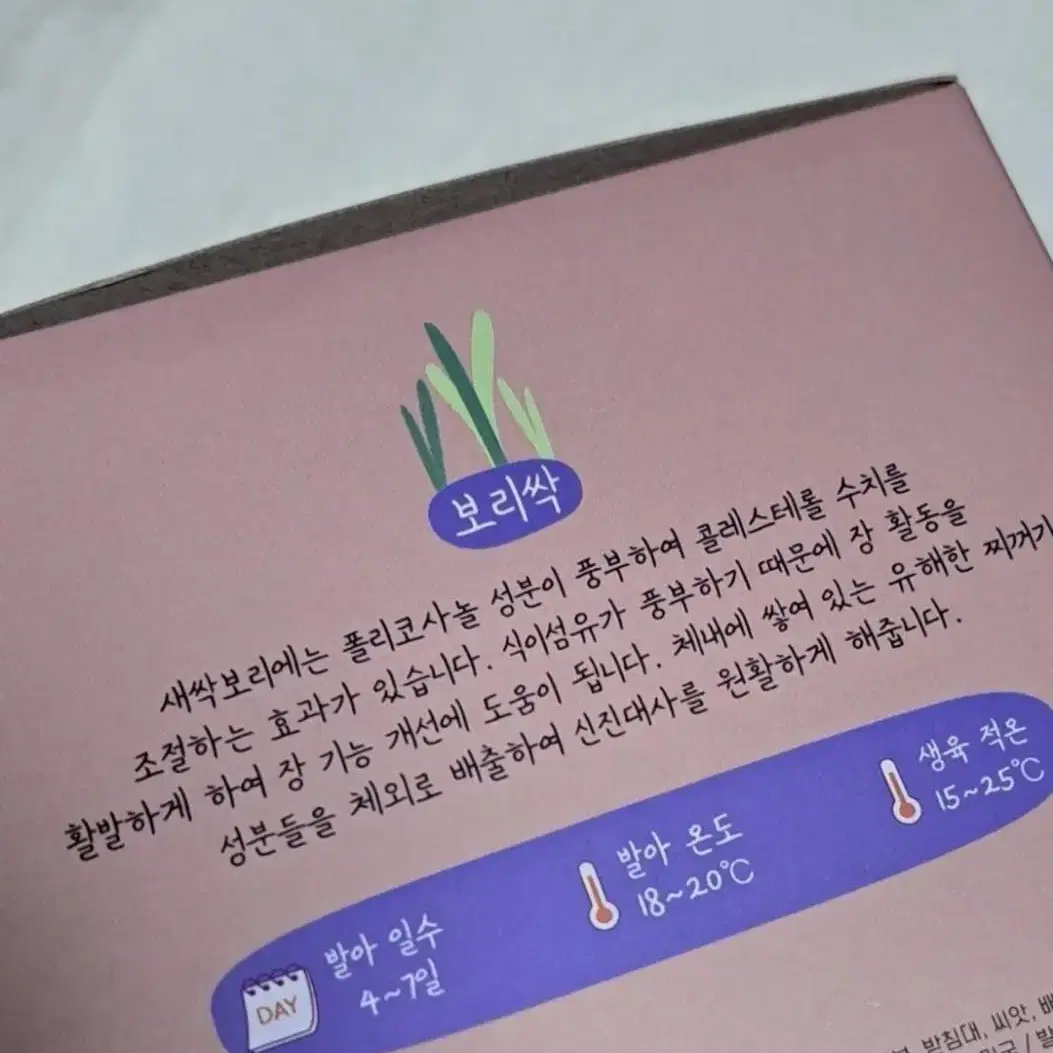 보리싹
새싹보리에는 폴리코사놀 성분이 풍부하여 콜레스테롤 수치를
조절하는 효과가 있습니다. 식이섬유가 풍부하기 때문에 장 활동을
활발하게 하여 장 기능 개선에 도움이 됩니다. 체내에 쌓여 있는 유해한 찌꺼기
성분들을 체외로 배출하여 신진대사를 원활하게 해줍니다.
DAY
발아 일수
4~7일
발아 온도
18~20℃
생육 적온
15~25℃
받침대, 씨앗,